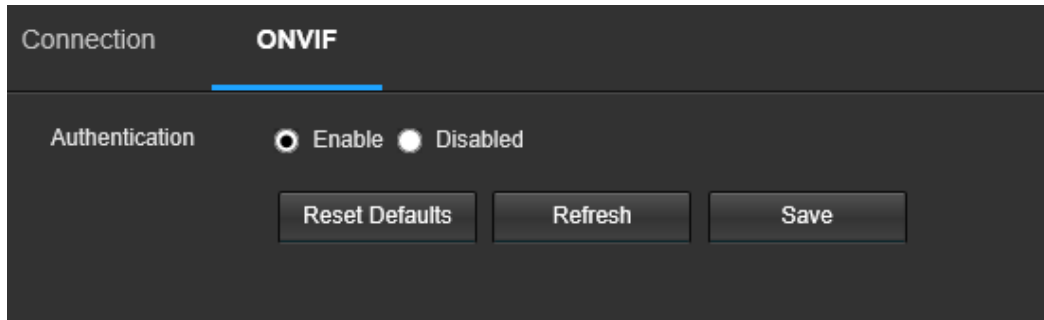 Connection ONVIF
Authentication Enable Disabled
Reset Defaults Refresh Save